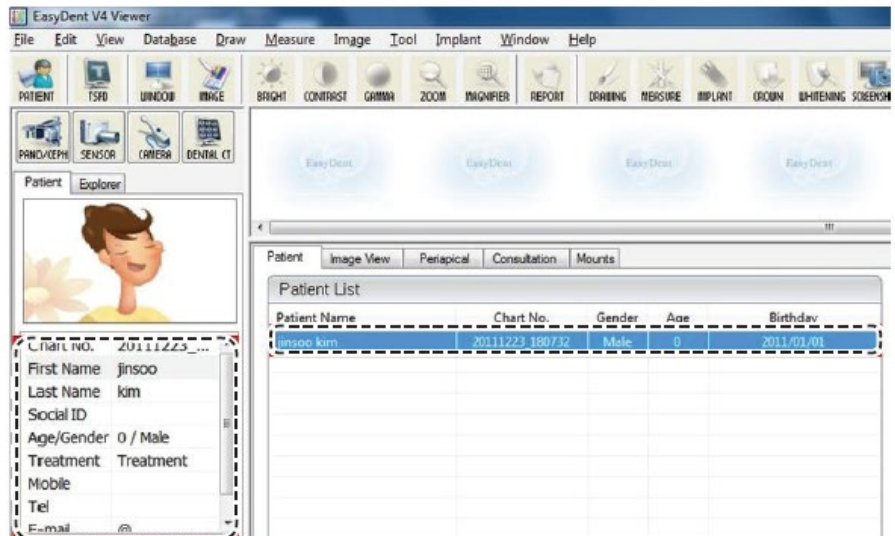 EasyDent V4 Viewer
File Edit View Database Draw Measure Image Tool Implant Window Help
PATIENT TSFD WINDOW IMAGE BRIGHT CONTRAST GAMMA ZOOM MAGNIFIER REPORT DRAWING MEASURE IMPLANT CROWN WHITENING SCREENSH
PANO/CEPH SENSOR CAMERA DENTAL CT
EasyDent EasyDent EasyDent EasyDent
Patient Explorer
Patient Image View Periapical Consultation Mounts
Patient List
Patient Name Chart No. Gender Age Birthday
jinsoo kim 20111223_180732 Male 0 2011/01/01
Chart No. 20111223_...
First Name jinsoo
Last Name kim
Social ID
Age/Gender 0 / Male
Treatment Treatment
Mobile
Tel
E-mail @